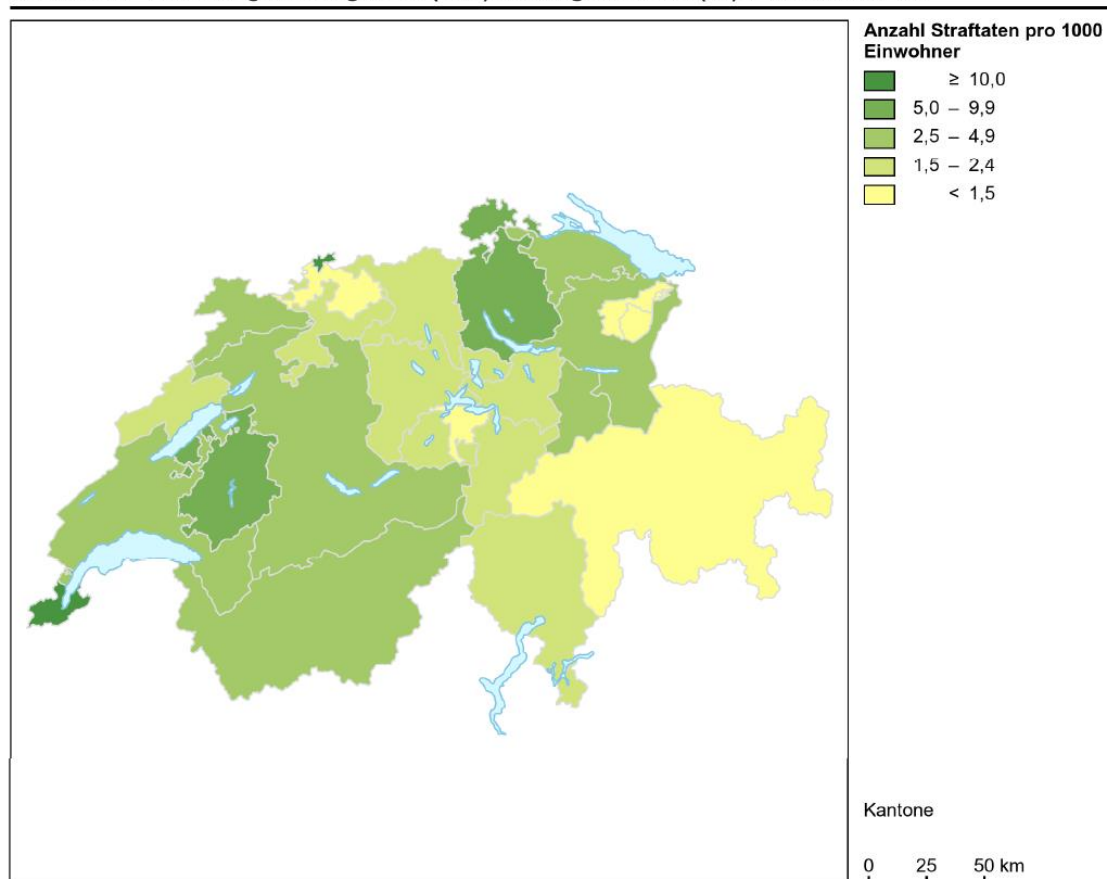 Anzahl Straftaten pro 1000
Einwohner
≥ 10,0
5,0 – 9,9
2,5 – 4,9
1,5 – 2,4
< 1,5
Kantone
0 25 50 km